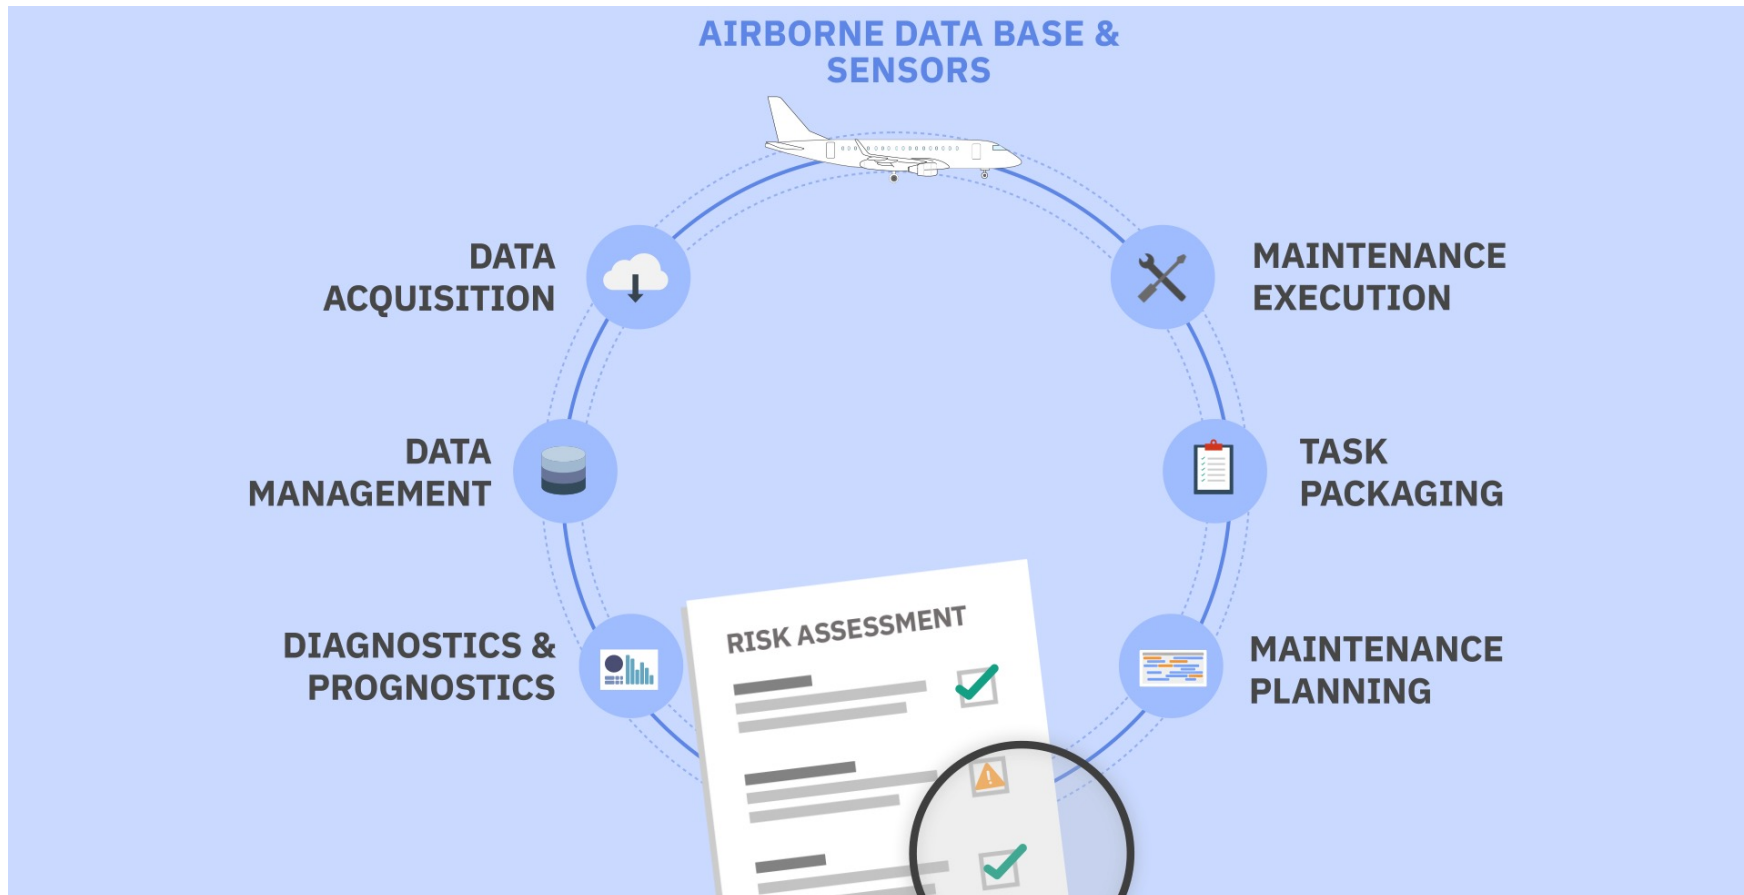 AIRBORNE DATA BASE &
SENSORS
DATA
ACQUISITION
MAINTENANCE
EXECUTION
DATA
MANAGEMENT
TASK
PACKAGING
RISK ASSESSMENT
DIAGNOSTICS &
PROGNOSTICS
MAINTENANCE
PLANNING